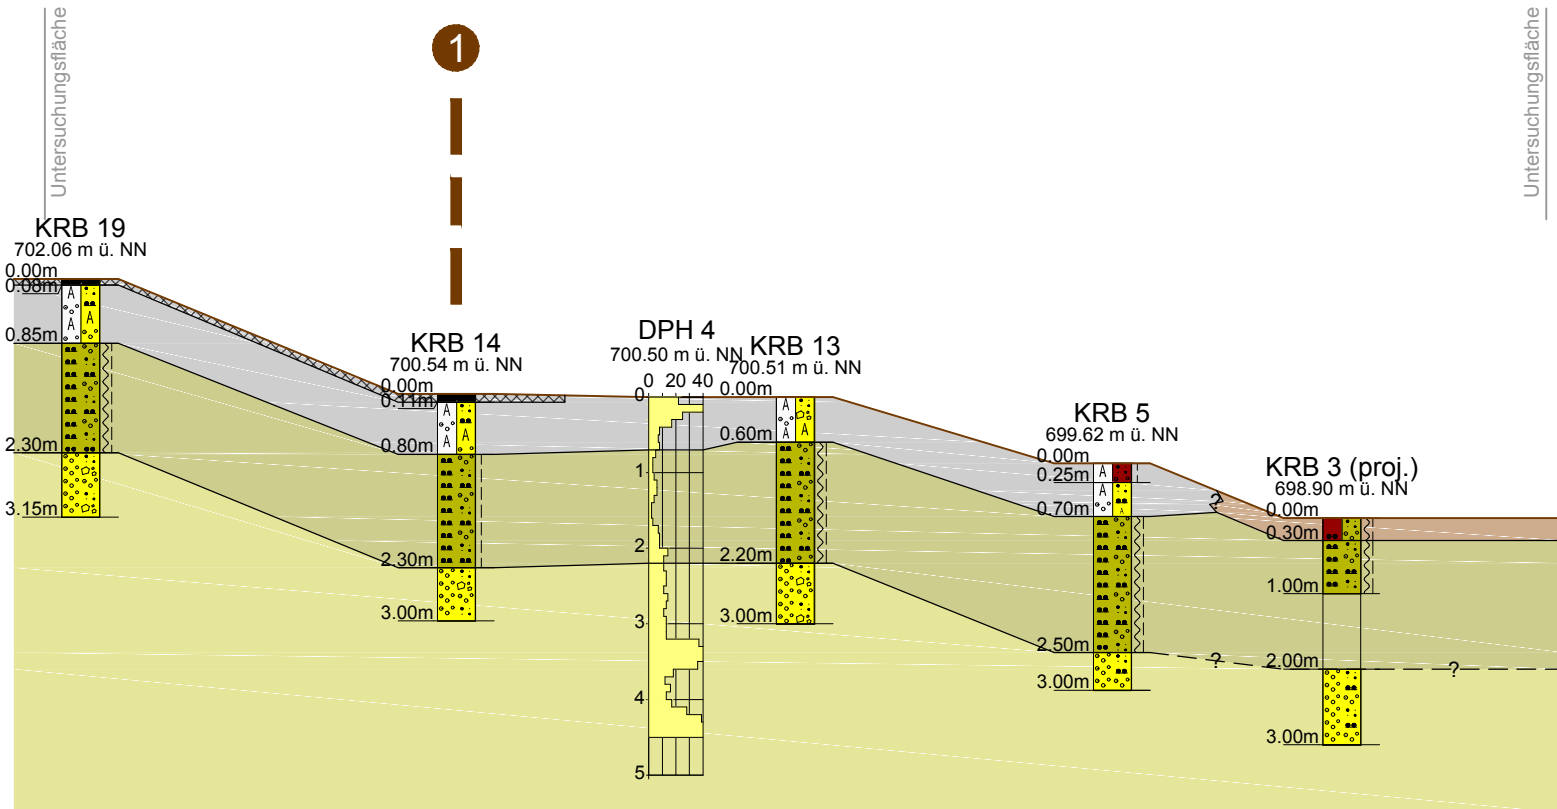 Untersuchungsfläche
1
Untersuchungsfläche
KRB 19
702.06 m ü. NN
0.00m
0.08m
A
A
A
0.85m
2.30m
3.15m
KRB 14
700.54 m ü. NN
0.00m
0.11m
A
A
A
0.80m
2.30m
3.00m
DPH 4
700.50 m ü. NN
0 20 40
0
1
2
3
4
5
KRB 13
700.51 m ü. NN
0.00m
A
A
A
0.60m
2.20m
3.00m
KRB 5
699.62 m ü. NN
0.00m
A
0.25m
A
A
0.70m
2.50m
3.00m
?
?
KRB 3 (proj.)
698.90 m ü. NN
0.00m
0.30m
1.00m
2.00m
3.00m
?